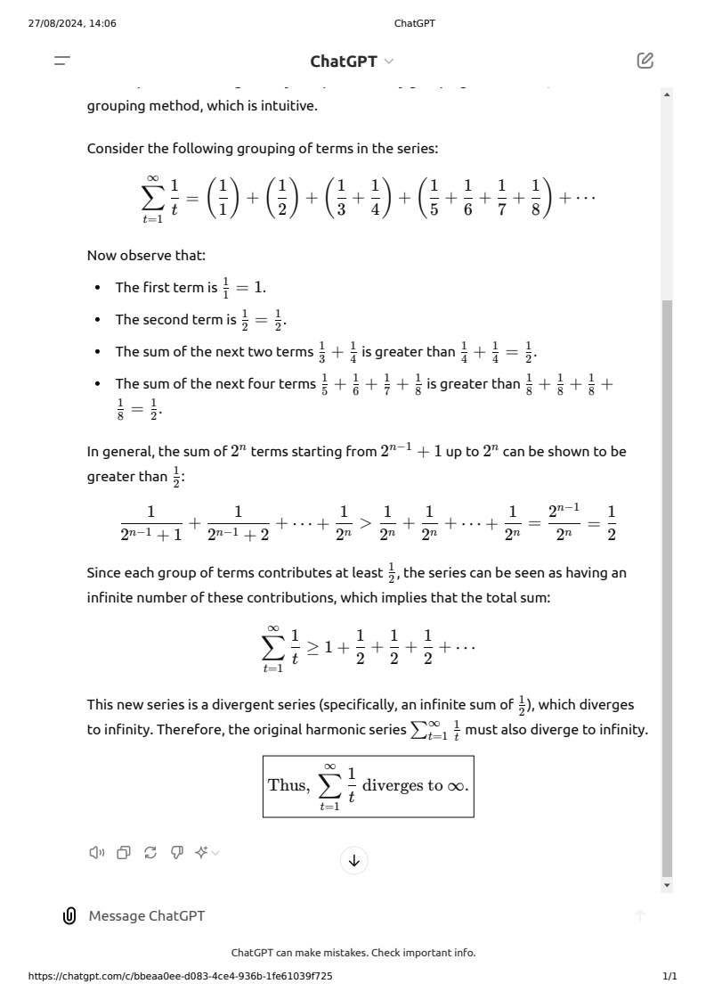 27/08/2024, 14:06 ChatGPT
ChatGPT
grouping method, which is intuitive.
Consider the following grouping of terms in the series:
\sum_{t=1}^{\infty} \frac{1}{t} = \left(\frac{1}{1}\right) + \left(\frac{1}{2}\right) + \left(\frac{1}{3} + \frac{1}{4}\right) + \left(\frac{1}{5} + \frac{1}{6} + \frac{1}{7} + \frac{1}{8}\right) + \cdots
Now observe that:
• The first term is \frac{1}{1} = 1.
• The second term is \frac{1}{2} = \frac{1}{2}.
• The sum of the next two terms \frac{1}{3} + \frac{1}{4} is greater than \frac{1}{4} + \frac{1}{4} = \frac{1}{2}.
• The sum of the next four terms \frac{1}{5} + \frac{1}{6} + \frac{1}{7} + \frac{1}{8} is greater than \frac{1}{8} + \frac{1}{8} + \frac{1}{8} +
\frac{1}{8} = \frac{1}{2}.
In general, the sum of 2^n terms starting from 2^{n-1} + 1 up to 2^n can be shown to be
greater than \frac{1}{2}:
\frac{1}{2^{n-1}+1} + \frac{1}{2^{n-1}+2} + \cdots + \frac{1}{2^n} > \frac{1}{2^n} + \frac{1}{2^n} + \cdots + \frac{1}{2^n} = \frac{2^{n-1}}{2^n} = \frac{1}{2}
Since each group of terms contributes at least \frac{1}{2}, the series can be seen as having an
infinite number of these contributions, which implies that the total sum:
\sum_{t=1}^{\infty} \frac{1}{t} \geq 1 + \frac{1}{2} + \frac{1}{2} + \frac{1}{2} + \cdots
This new series is a divergent series (specifically, an infinite sum of \frac{1}{2}), which diverges
to infinity. Therefore, the original harmonic series \sum_{t=1}^{\infty} \frac{1}{t} must also diverge to infinity.
Thus, \sum_{t=1}^{\infty} \frac{1}{t} diverges to ∞.
Message ChatGPT
ChatGPT can make mistakes. Check important info.
https://chatgpt.com/c/bbeaa0ee-d083-4ce4-936b-1fe61039f725 1/1